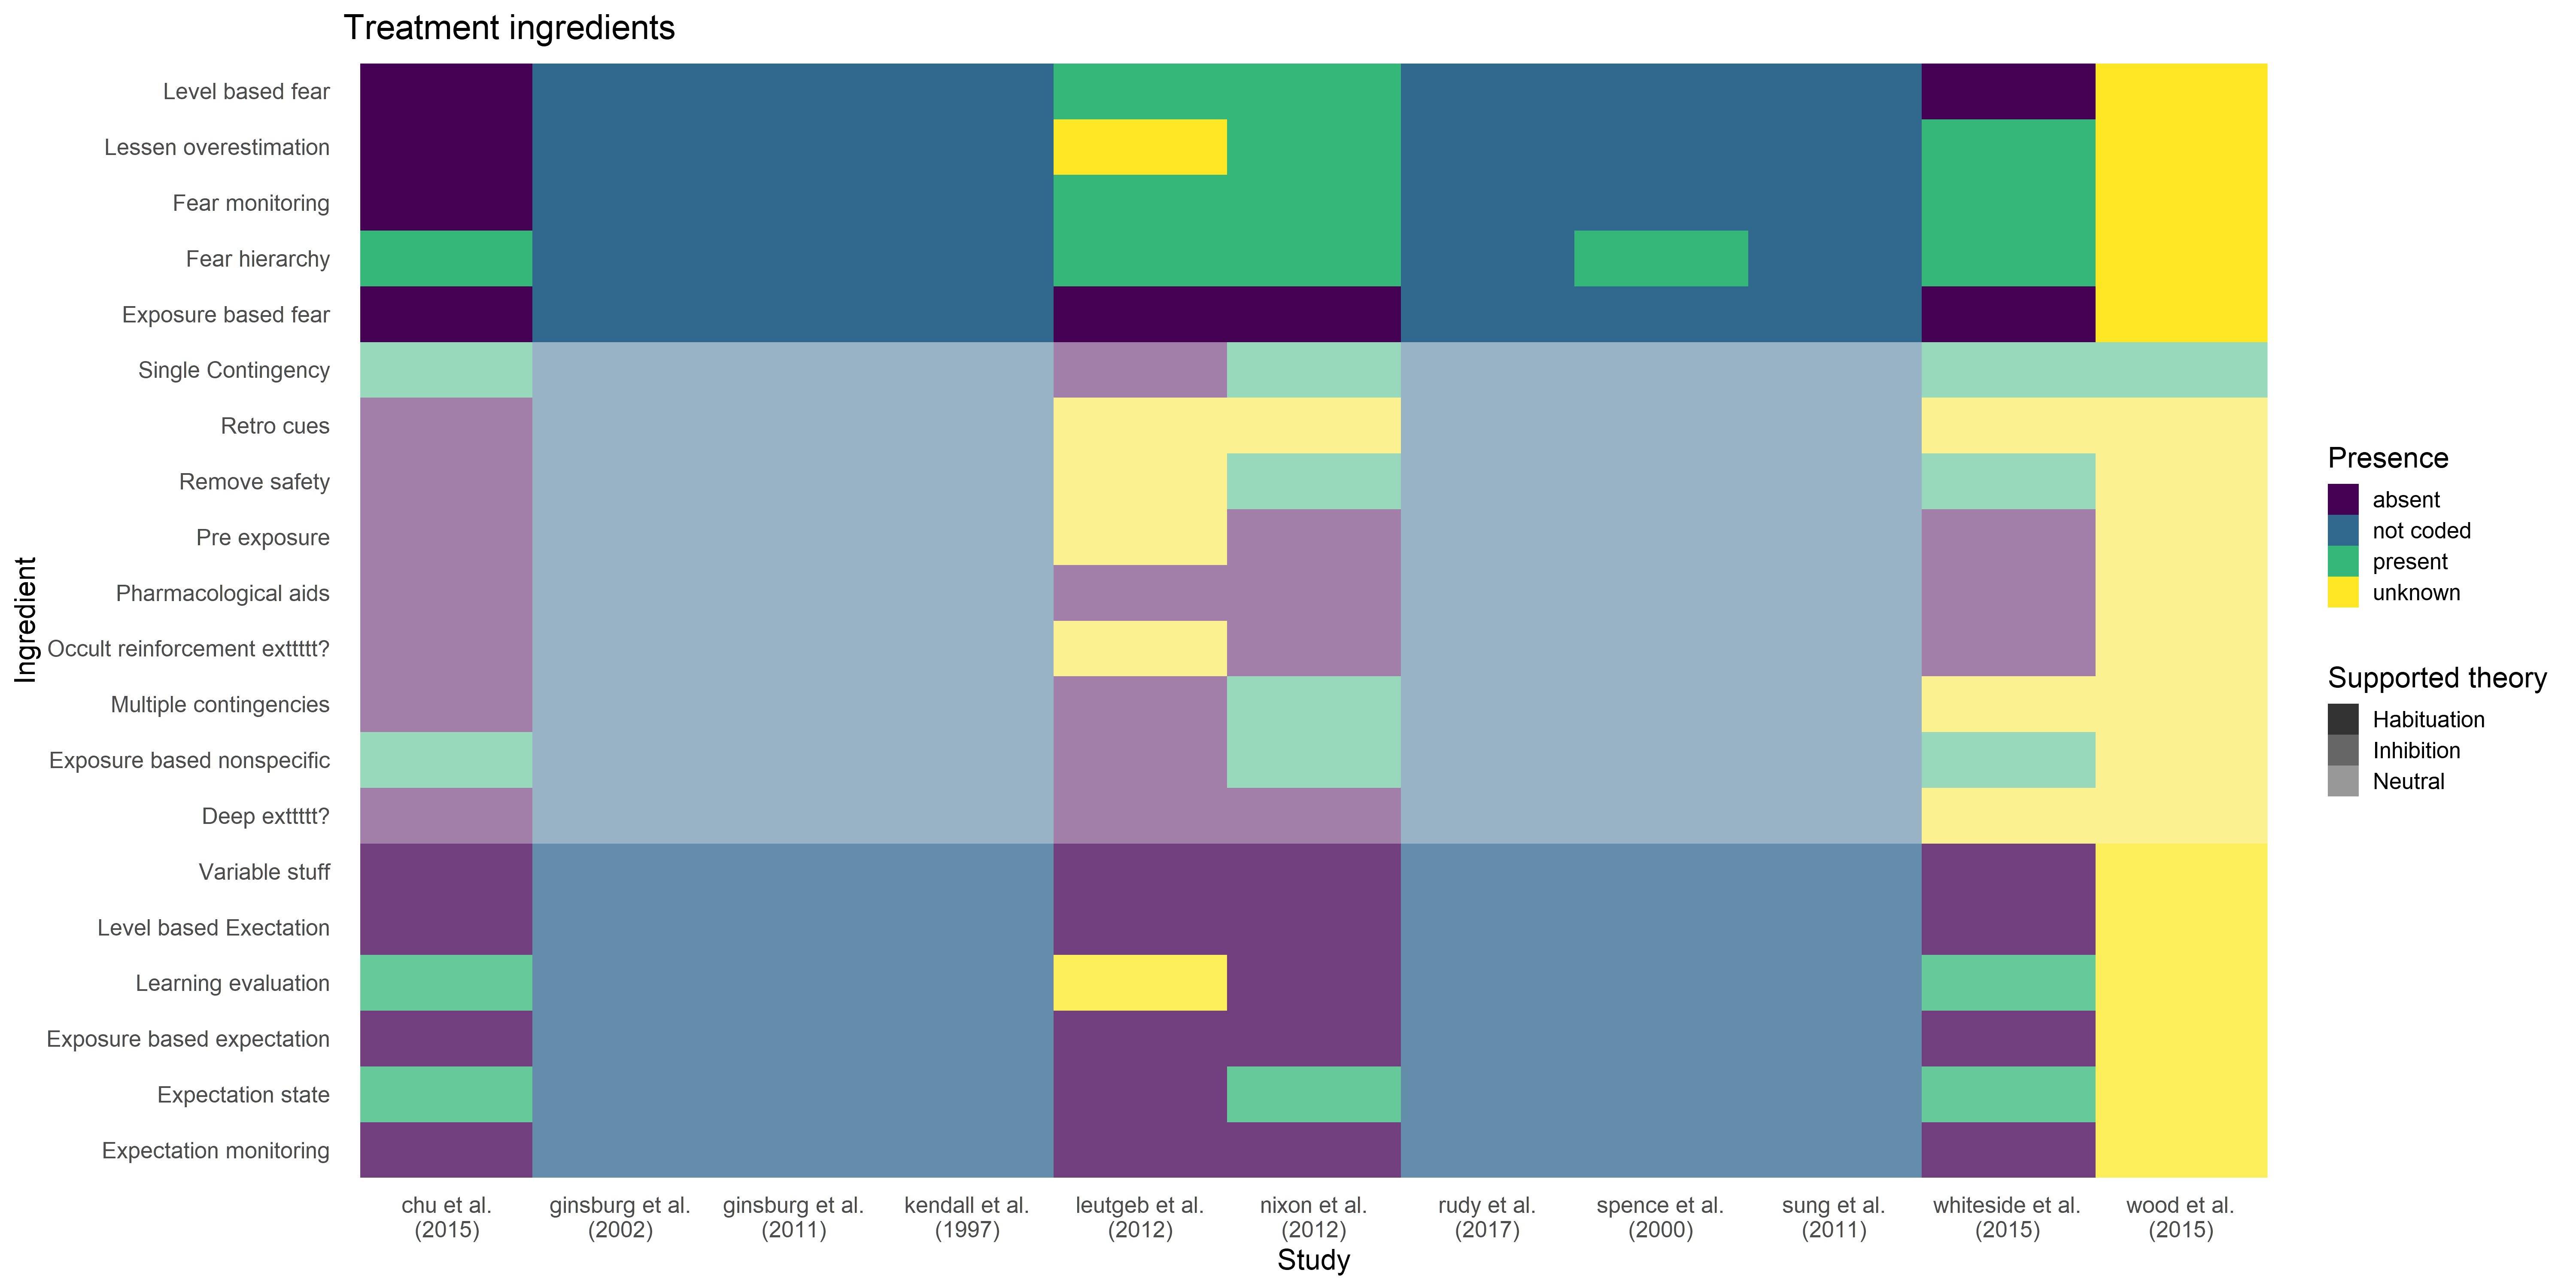 Treatment ingredients
Ingredient
Level based fear
Lessen overestimation
Fear monitoring
Fear hierarchy
Exposure based fear
Single Contingency
Retro cues
Remove safety
Pre exposure
Pharmacological aids
Occult reinforcement exttttt?
Multiple contingencies
Exposure based nonspecific
Deep exttttt?
Variable stuff
Level based Exectation
Learning evaluation
Exposure based expectation
Expectation state
Expectation monitoring
chu et al.
(2015)
ginsburg et al.
(2002)
ginsburg et al.
(2011)
kendall et al.
(1997)
leutgeb et al.
(2012)
nixon et al.
(2012)
rudy et al.
(2017)
spence et al.
(2000)
sung et al.
(2011)
whiteside et al.
(2015)
wood et al.
(2015)
Study
Presence
absent
not coded
present
unknown
Supported theory
Habituation
Inhibition
Neutral